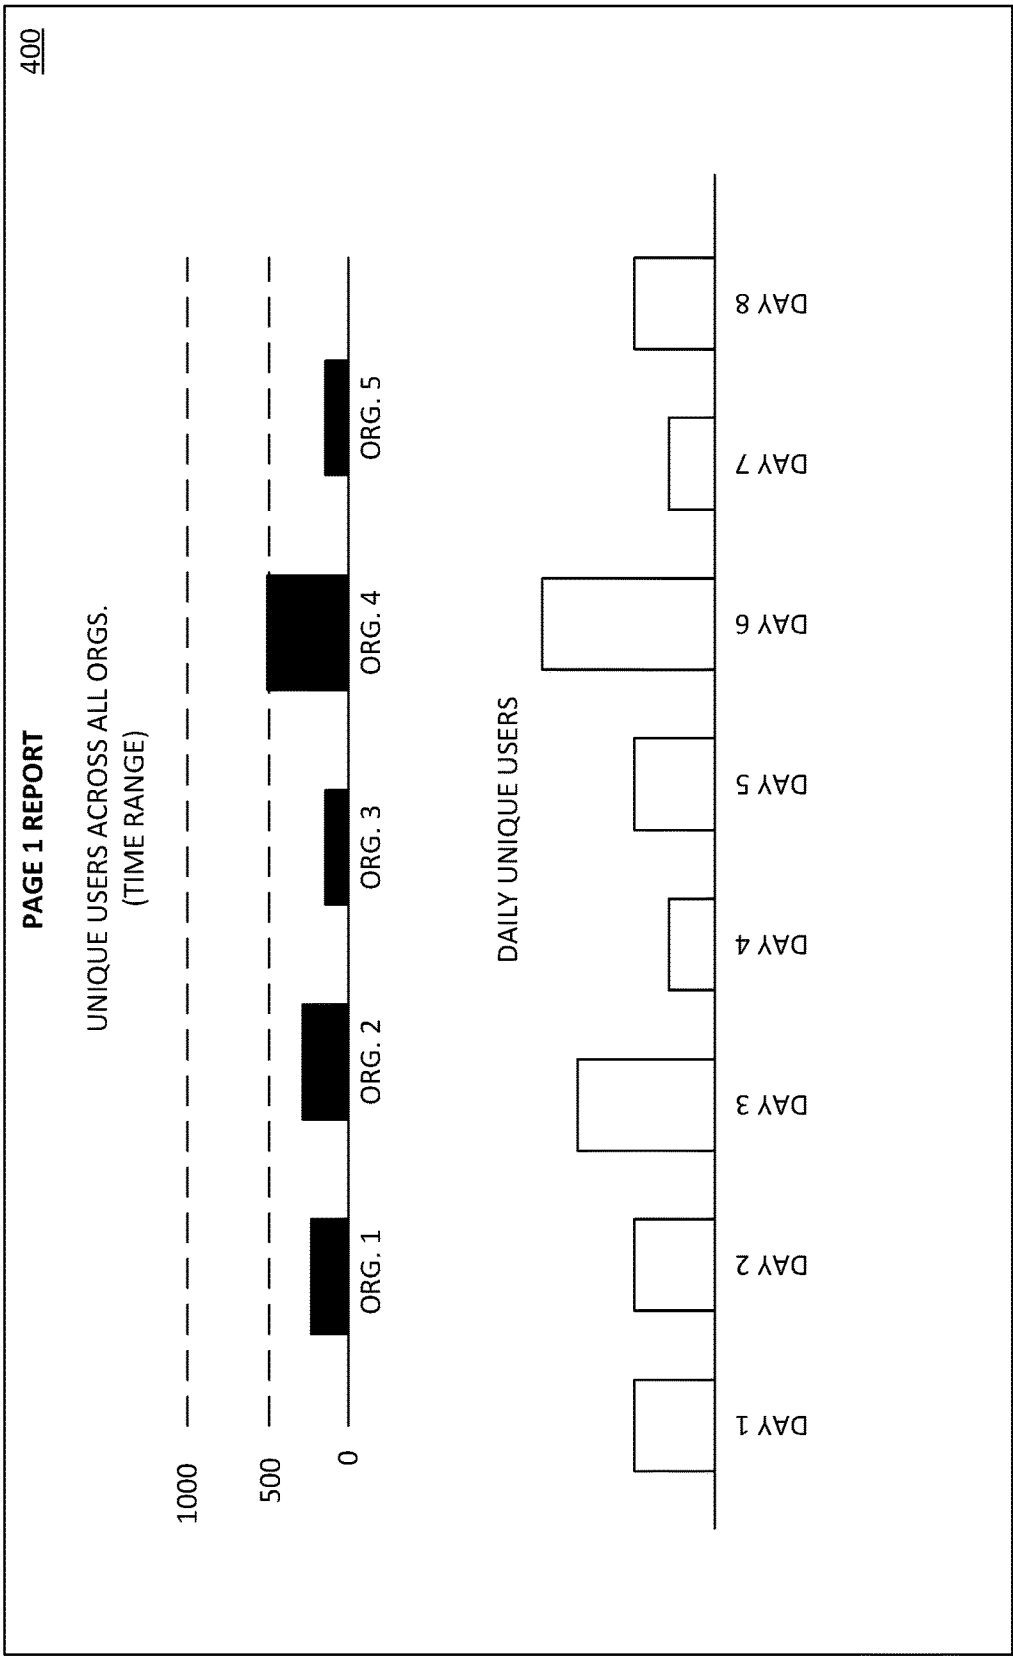 400
PAGE 1 REPORT
UNIQUE USERS ACROSS ALL ORGS.
(TIME RANGE)
1000
500
0
ORG. 1
ORG. 2
ORG. 3
ORG. 4
ORG. 5
DAILY UNIQUE USERS
DAY 1
DAY 2
DAY 3
DAY 4
DAY 5
DAY 6
DAY 7
DAY 8